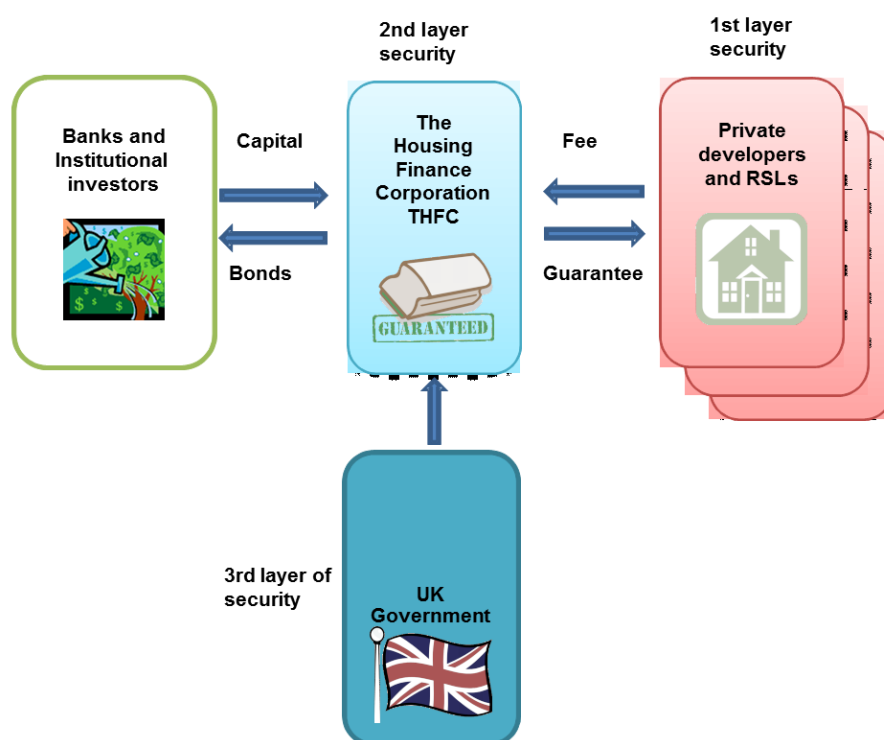 2nd layer
security
1st layer
security
Banks and
Institutional
investors
Capital
Bonds
The
Housing
Finance
Corporation
THFC
GUARANTEED
Fee
Guarantee
Private
developers
and RSLs
3rd layer of
security
UK
Government